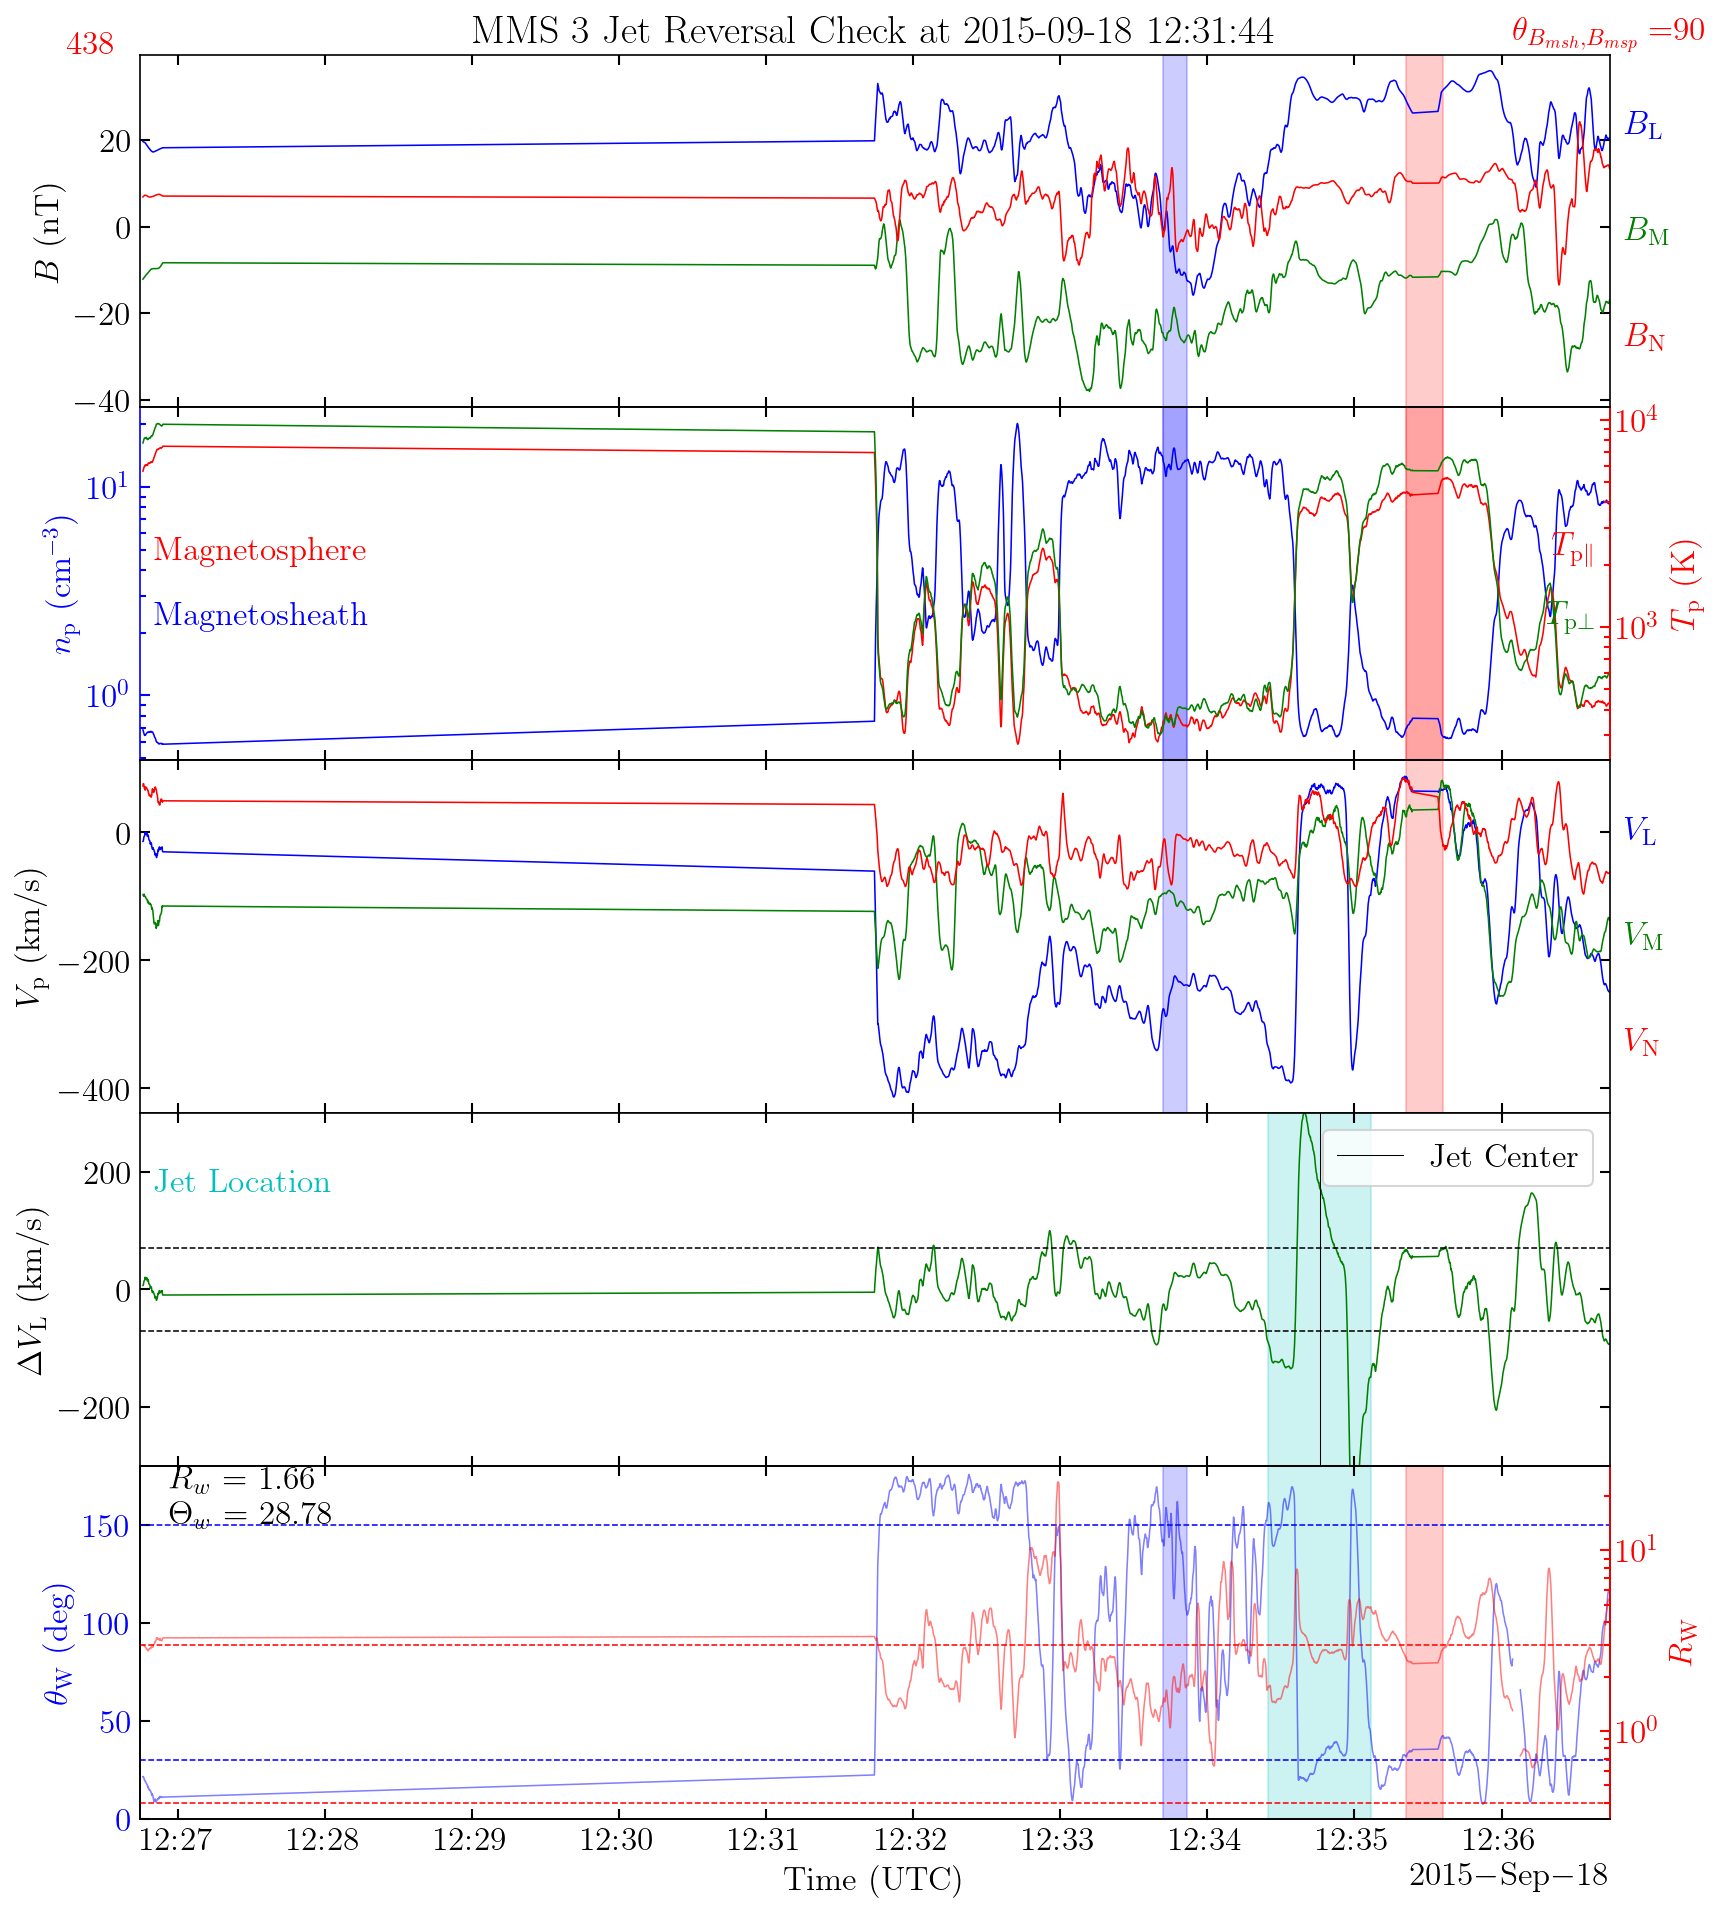 MMS 3 Jet Reversal Check at 2015-09-18 12:31:44
438
θ_{B_{msh},B_{msp}} =90
B (nT)
20
0
−20
−40
B_L
B_M
B_N
n_p (cm^{−3})
10^1
10^0
Magnetosphere
Magnetosheath
T_{p∥}
T_{p⊥}
10^4
10^3
T_p (K)
V_p (km/s)
0
−200
−400
V_L
V_M
V_N
ΔV_L (km/s)
200
0
−200
Jet Location
Jet Center
R_w = 1.66
Θ_w = 28.78
θ_W (deg)
150
100
50
0
10^1
10^0
R_W
12:27 12:28 12:29 12:30 12:31 12:32 12:33 12:34 12:35 12:36
Time (UTC)
2015−Sep−18